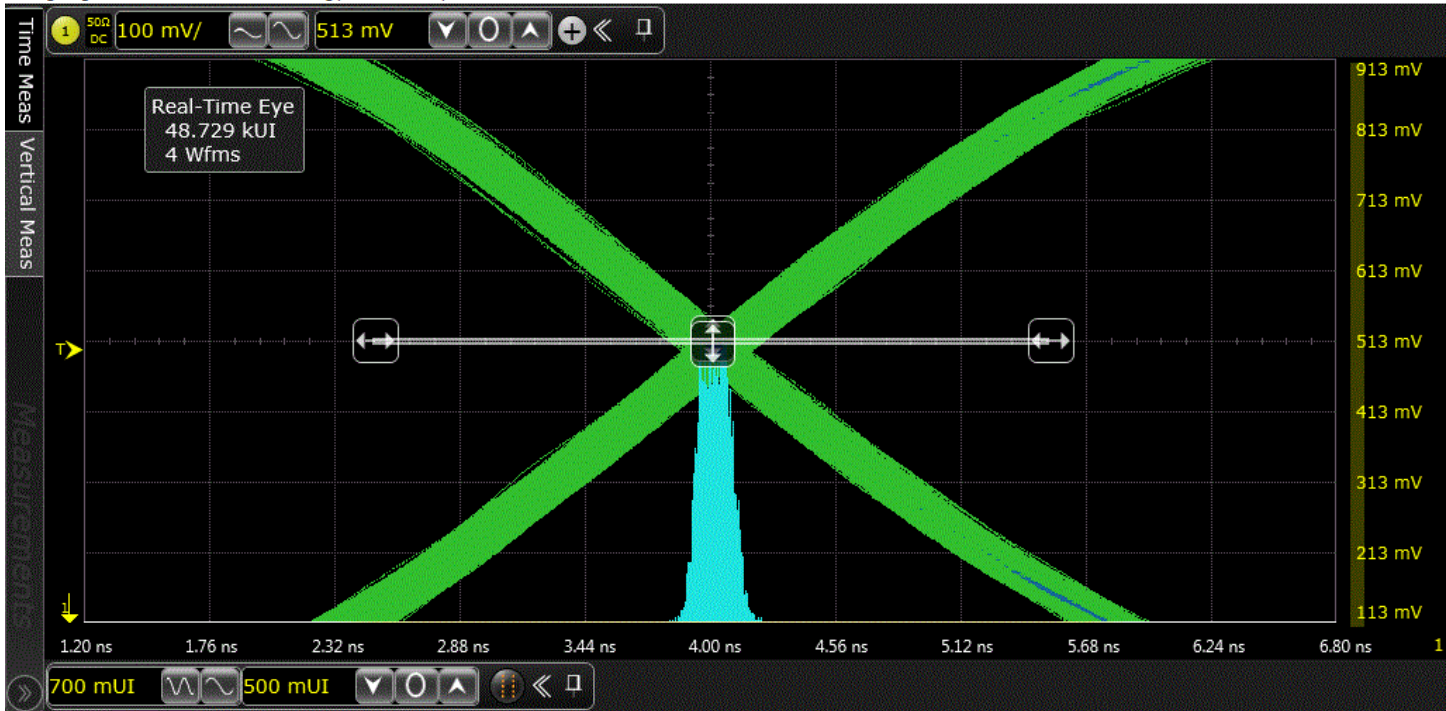 Time Meas
Vertical Meas
Measurements
1 50Ω DC 100 mV/ 513 mV
Real-Time Eye
48.729 kUI
4 Wfms
913 mV
813 mV
713 mV
613 mV
T 513 mV
413 mV
313 mV
213 mV
1 113 mV
1.20 ns 1.76 ns 2.32 ns 2.88 ns 3.44 ns 4.00 ns 4.56 ns 5.12 ns 5.68 ns 6.24 ns 6.80 ns 1
700 mUI 500 mUI 0